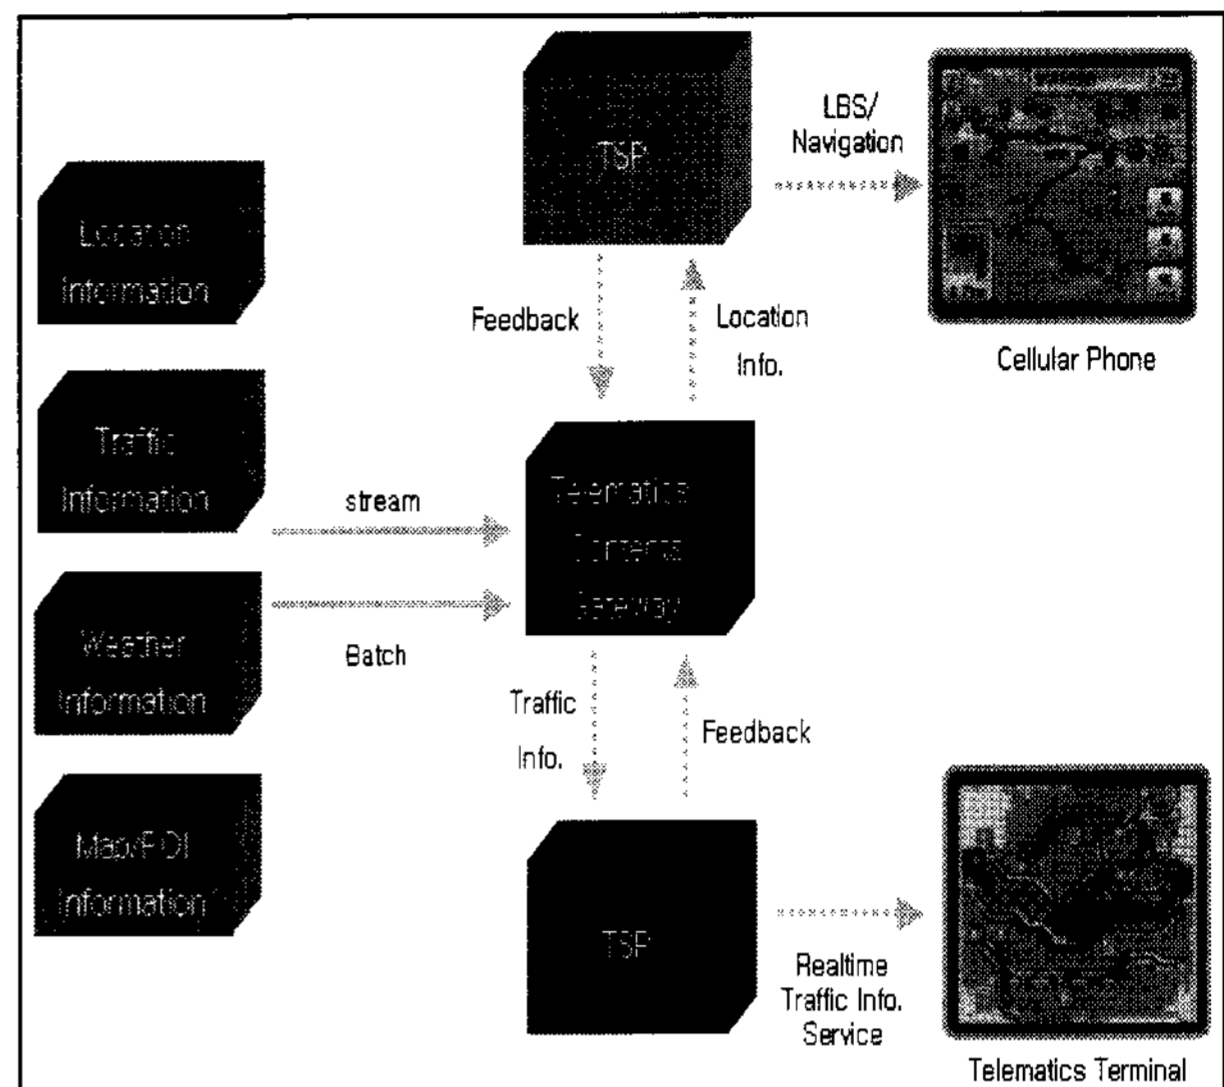 Location
Information
Traffic
Information
Weather
Information
Map/POI
Information
stream
Batch
TSP
LBS/
Navigation
Cellular Phone
Feedback
Location
Info.
Telematics
Contents
Gateway
Traffic
Info.
Feedback
TSP
Realtime
Traffic Info.
Service
Telematics Terminal